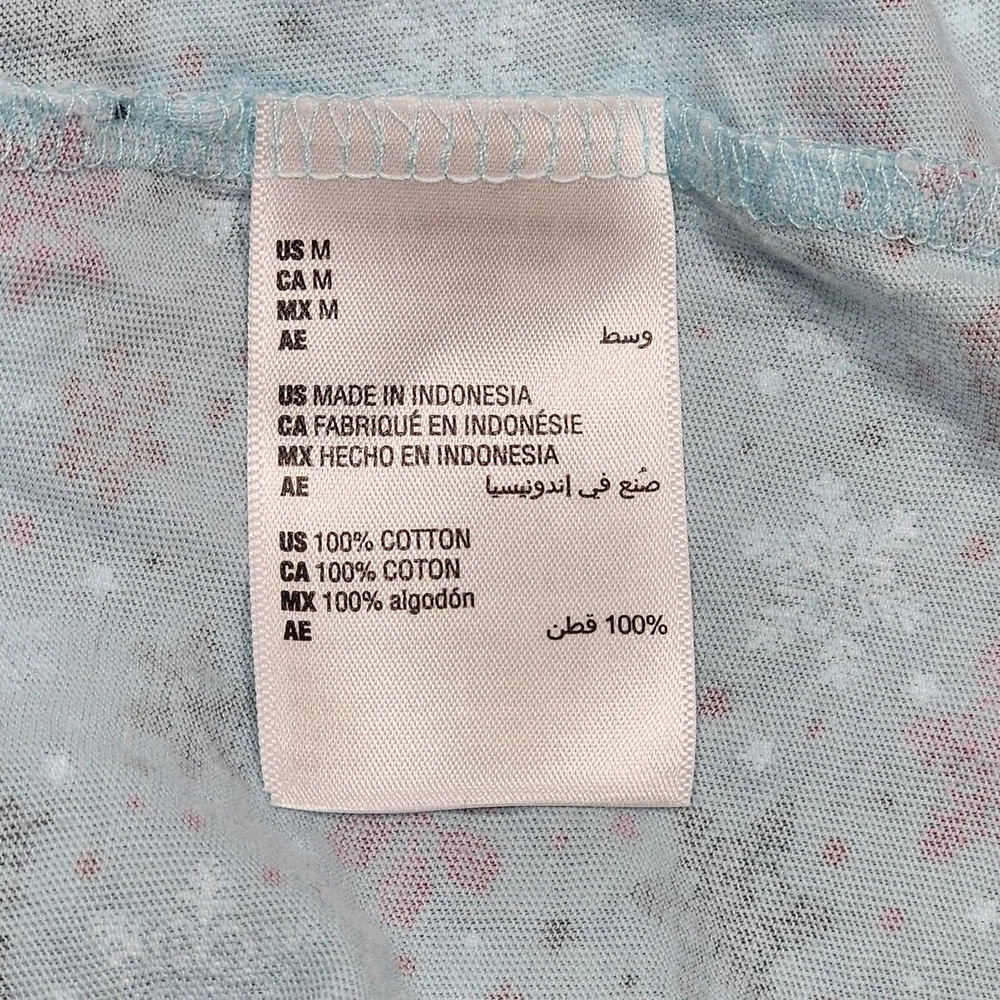 US M
CA M
MX M
AE وسط
US MADE IN INDONESIA
CA FABRIQUÉ EN INDONÉSIE
MX HECHO EN INDONESIA
AE صُنع في إندونيسيا
US 100% COTTON
CA 100% COTON
MX 100% algodón
AE 100% قطن